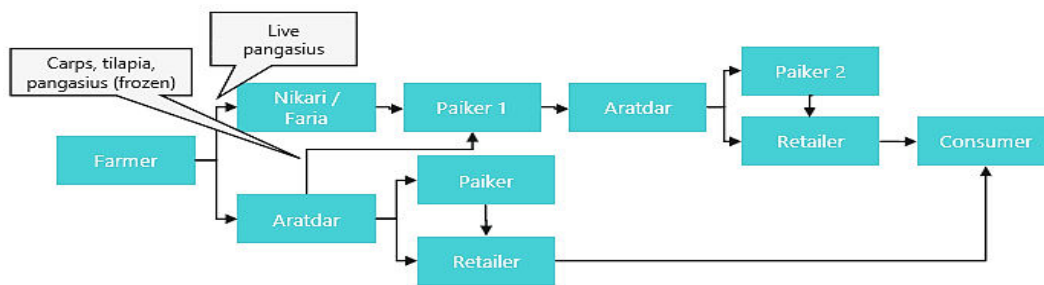 Live
pangasius
Carps, tilapia,
pangasius (frozen)
Nikari /
Faria
Paiker 1
Aratdar
Paiker 2
Retailer
Consumer
Farmer
Aratdar
Paiker
Retailer